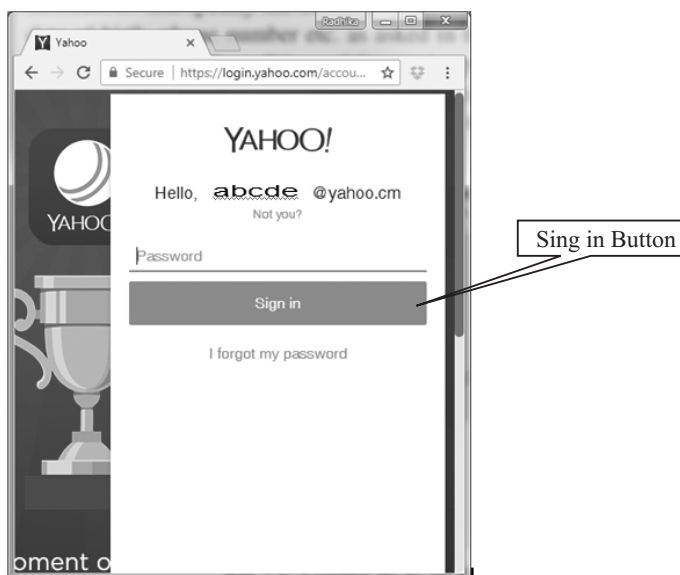 Radhika
Yahoo
Secure | https://login.yahoo.com/accou...
YAHOO!
Hello, abcde @yahoo.cm
Not you?
YAHOO
Password
Sing in Button
Sign in
I forgot my password
oment o